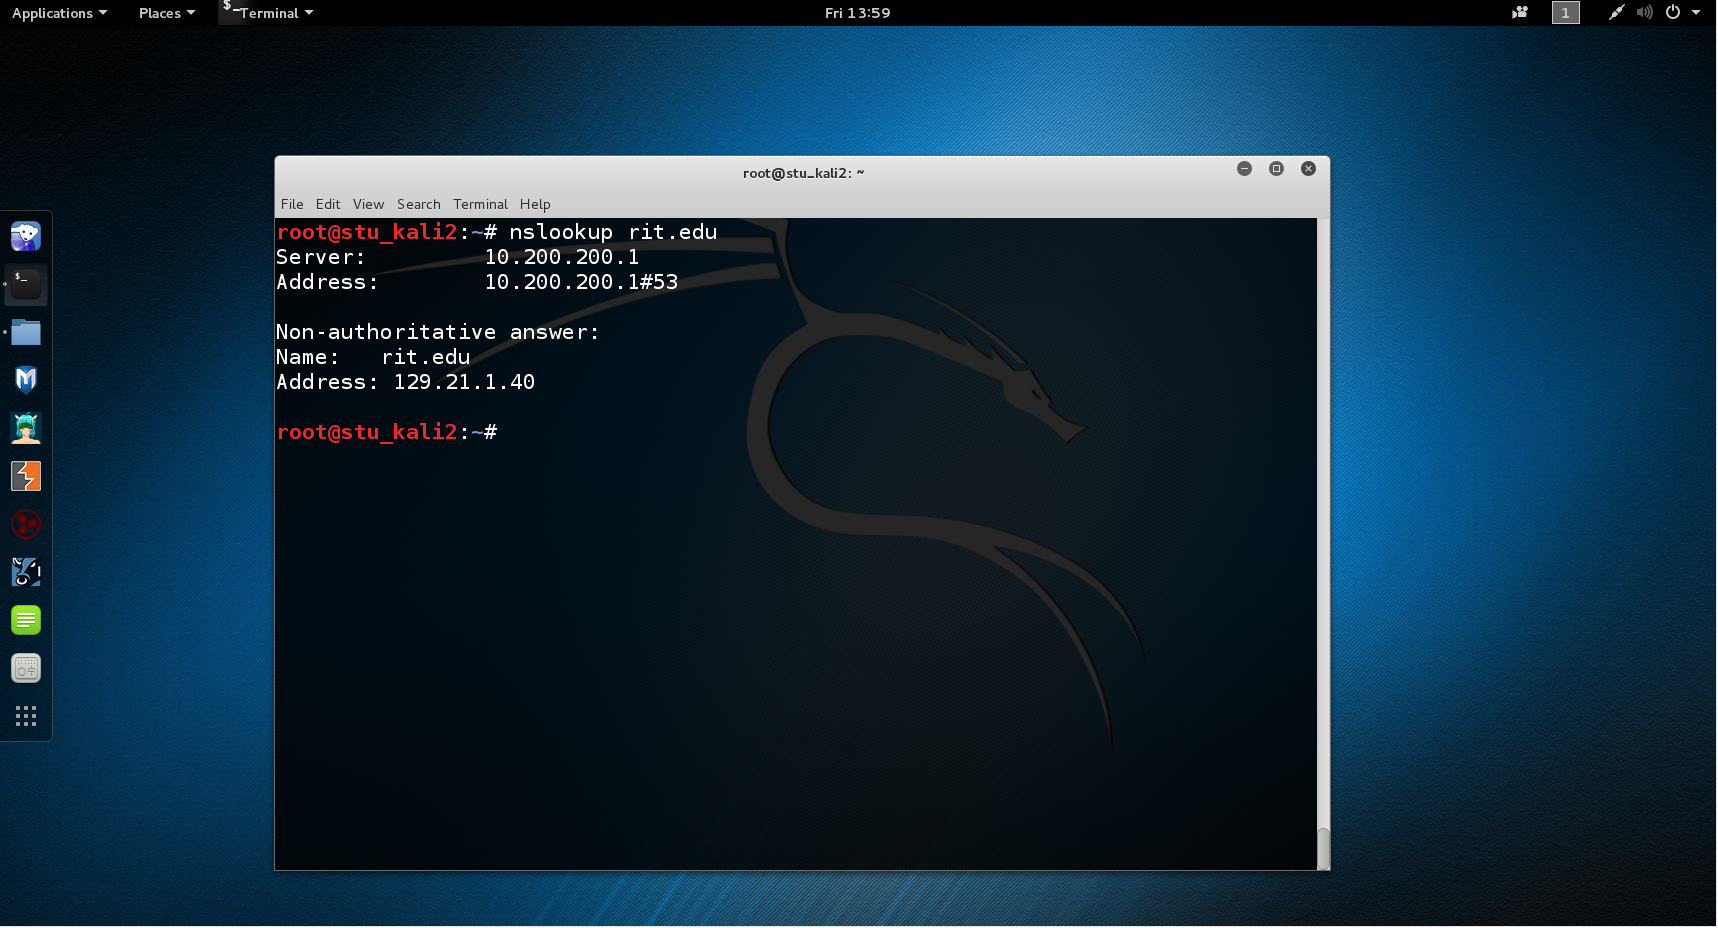 Applications Places Terminal Fri 13:59 1
root@stu_kali2: ~
File Edit View Search Terminal Help
root@stu_kali2:~# nslookup rit.edu
Server:         10.200.200.1
Address:        10.200.200.1#53
Non-authoritative answer:
Name:   rit.edu
Address: 129.21.1.40
root@stu_kali2:~#